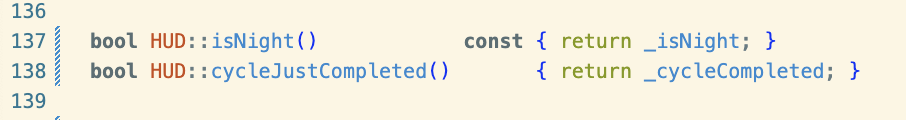 136
137 bool HUD::isNight() const { return _isNight; }
138 bool HUD::cycleJustCompleted() { return _cycleCompleted; }
139